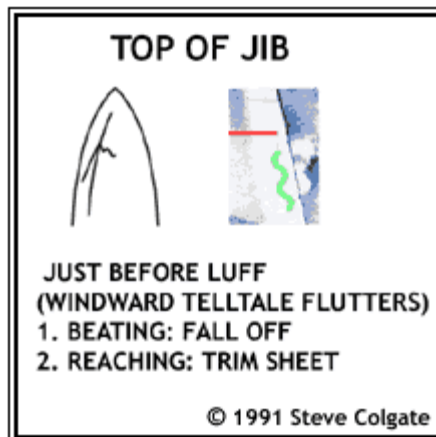 TOP OF JIB
JUST BEFORE LUFF
(WINDWARD TELLTALE FLUTTERS)
1. BEATING: FALL OFF
2. REACHING: TRIM SHEET
© 1991 Steve Colgate